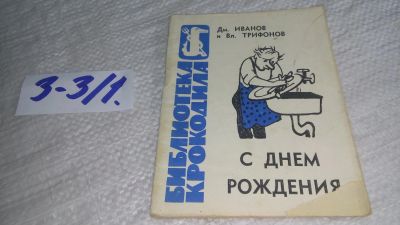 3-3/1.
Дм. ИВАНОВ
и Вл. ТРИФОНОВ
БИБЛИОТЕКА
КРОКОДИЛА
С ДНЕМ
РОЖДЕНИЯ